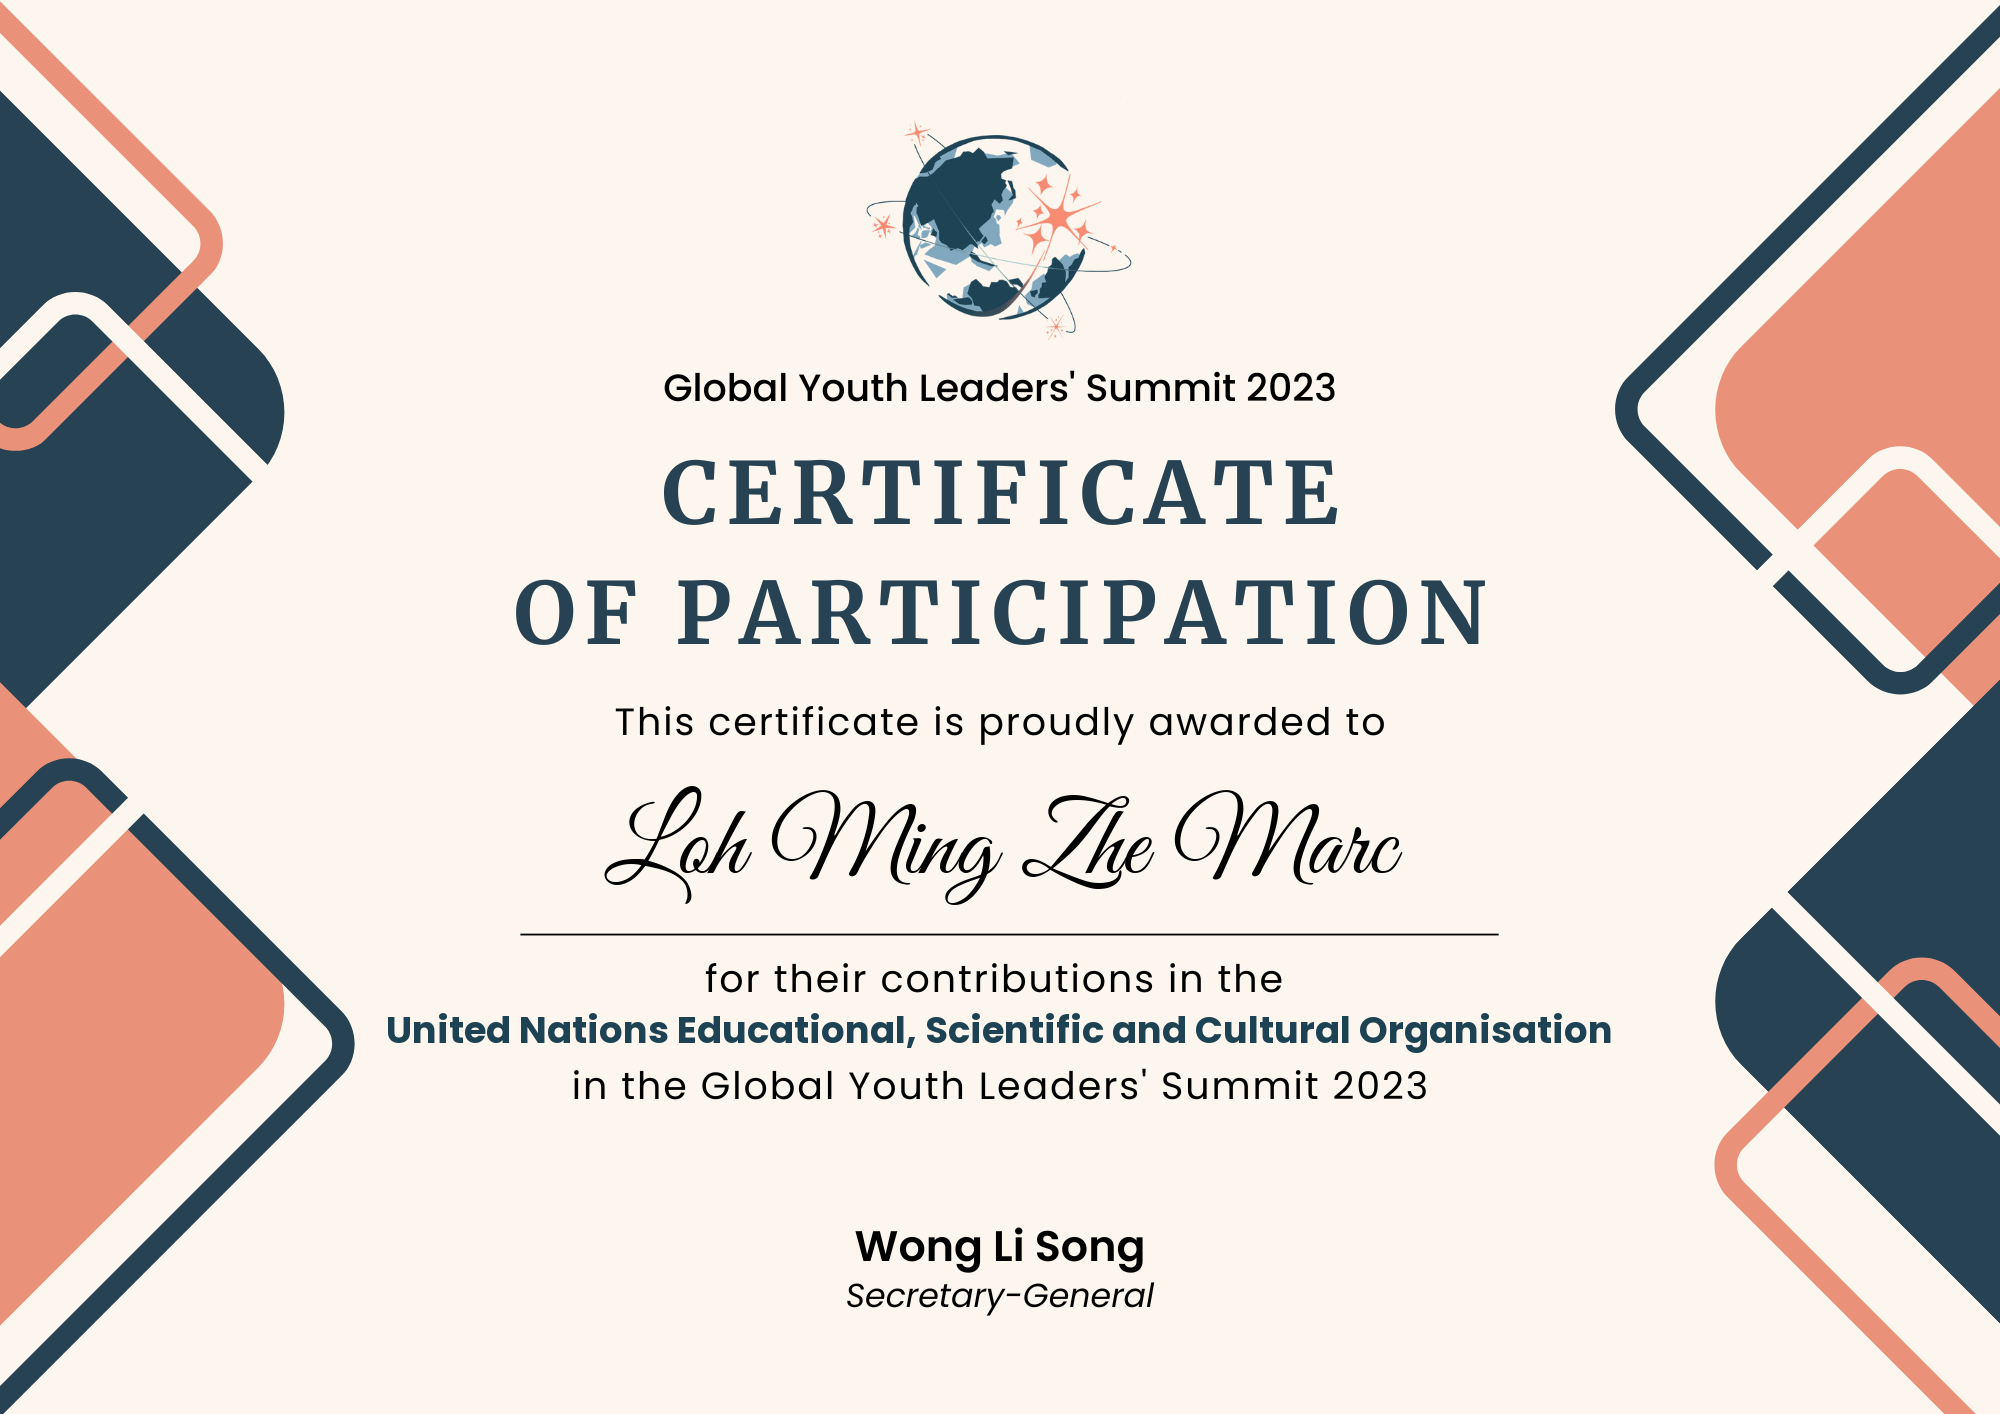 Global Youth Leaders' Summit 2023
CERTIFICATE
OF PARTICIPATION
This certificate is proudly awarded to
Loh Ming Zhe Marc
for their contributions in the
United Nations Educational, Scientific and Cultural Organisation
in the Global Youth Leaders' Summit 2023
Wong Li Song
Secretary-General